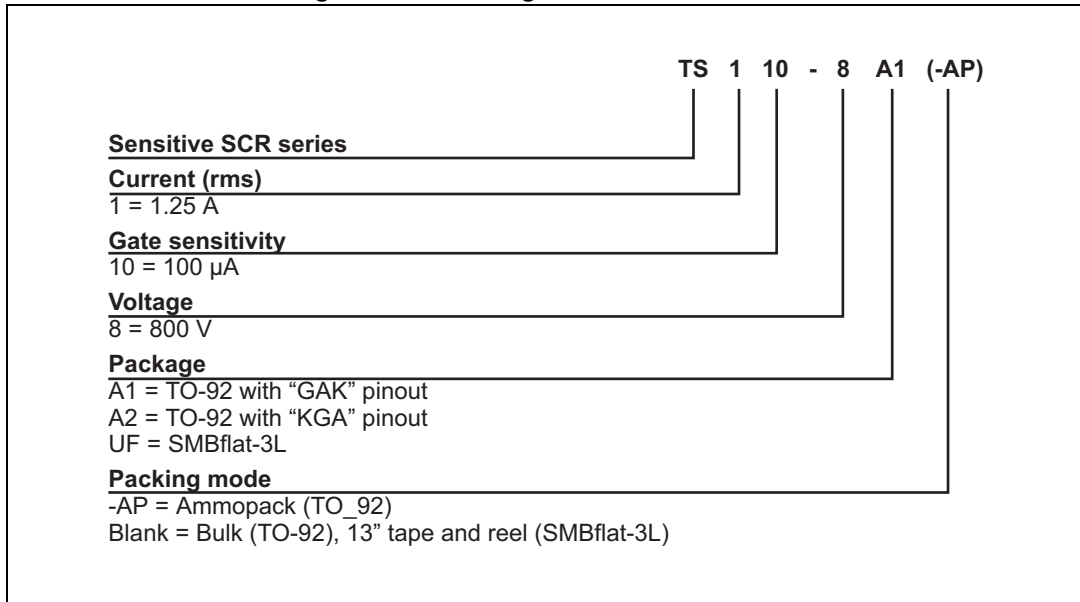 TS 1 10 - 8 A1 (-AP)
Sensitive SCR series
Current (rms)
1 = 1.25 A
Gate sensitivity
10 = 100 µA
Voltage
8 = 800 V
Package
A1 = TO-92 with “GAK” pinout
A2 = TO-92 with “KGA” pinout
UF = SMBflat-3L
Packing mode
-AP = Ammopack (TO_92)
Blank = Bulk (TO-92), 13” tape and reel (SMBflat-3L)